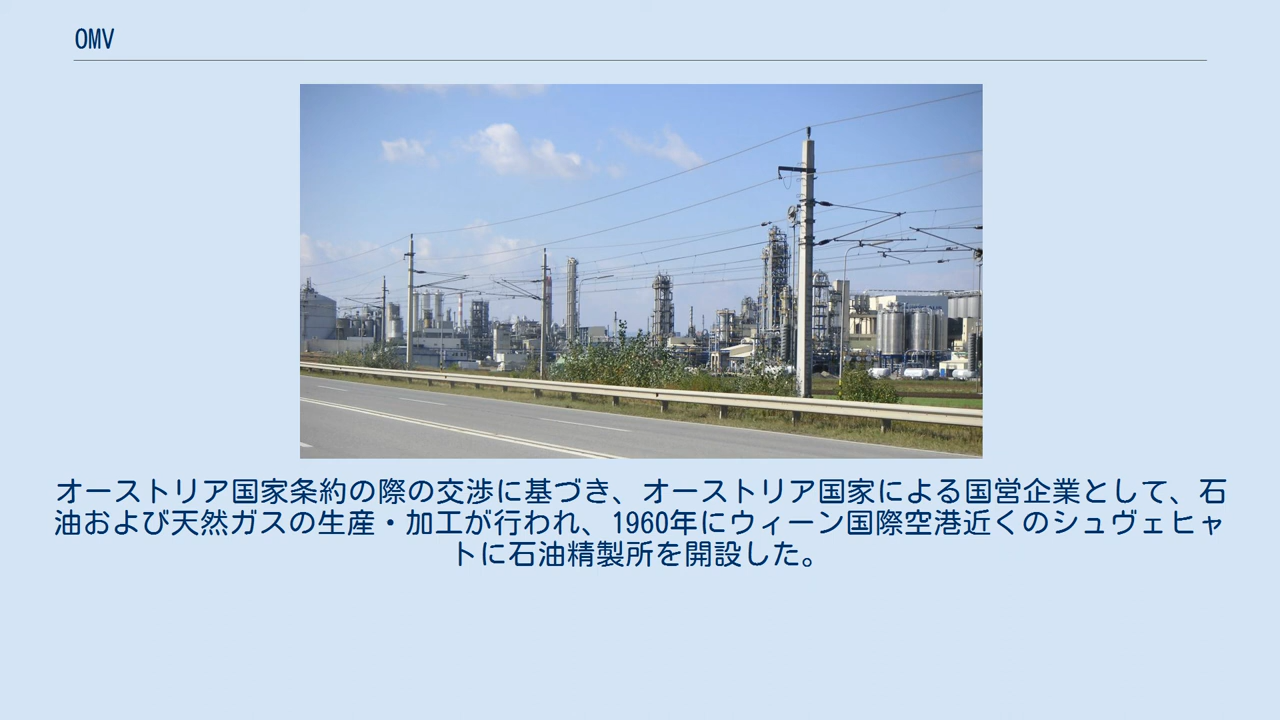 OMV
オーストリア国家条約の際の交渉に基づき、オーストリア国家による国営企業として、石
油および天然ガスの生産・加工が行われ、1960年にウィーン国際空港近くのシュヴェヒャ
トに石油精製所を開設した。